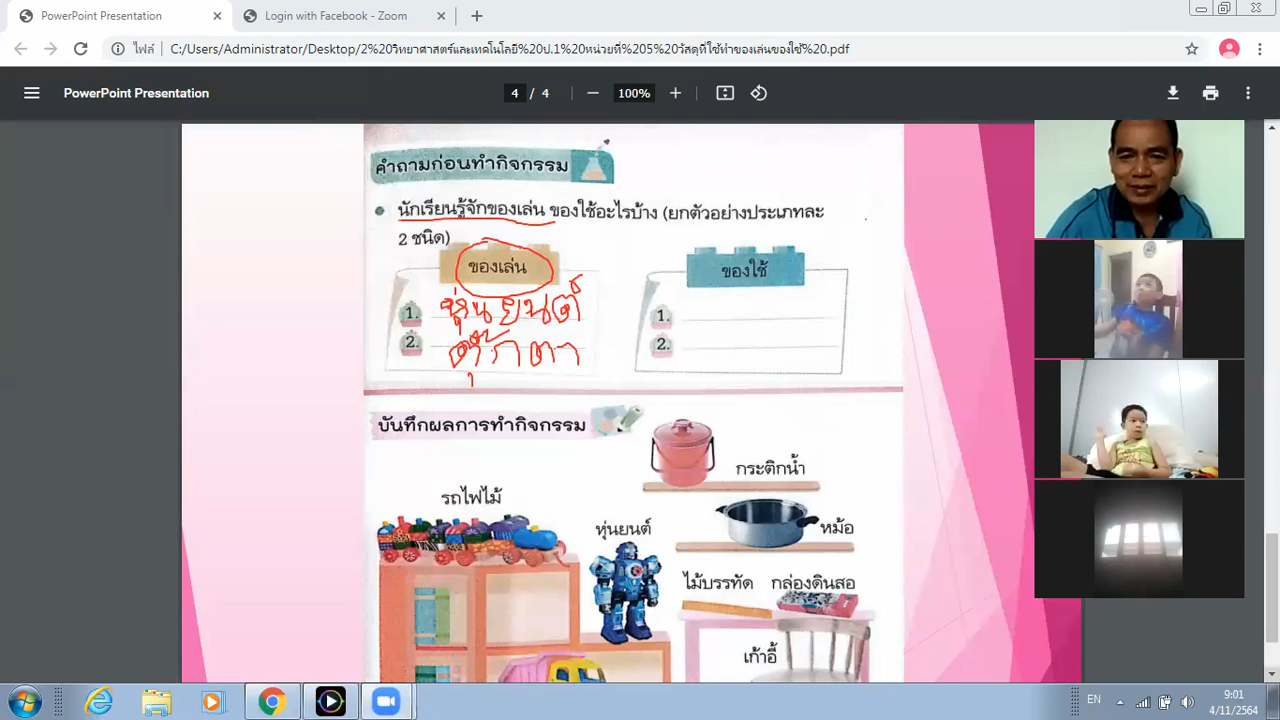 PowerPoint Presentation
Login with Facebook - Zoom
ไฟล์
C:/Users/Administrator/Desktop/2%20วิทยาศาสตร์และเทคโนโลยี%20ป.1%20หน่วยที่%205%20วัสดุที่ใช้ทำของเล่นของใช้%20.pdf
PowerPoint Presentation
4 / 4
100%
คำถามก่อนทำกิจกรรม
นักเรียนรู้จักของเล่น ของใช้อะไรบ้าง (ยกตัวอย่างประเภทละ
2 ชนิด)
ของเล่น
1. หุ่นยนต์
2. ตุ๊กตา
ของใช้
1.
2.
บันทึกผลการทำกิจกรรม
กระติกน้ำ
รถไฟไม้
หุ่นยนต์
หม้อ
ไม้บรรทัด
กล่องดินสอ
เก้าอี้
EN
9:01
4/11/2564